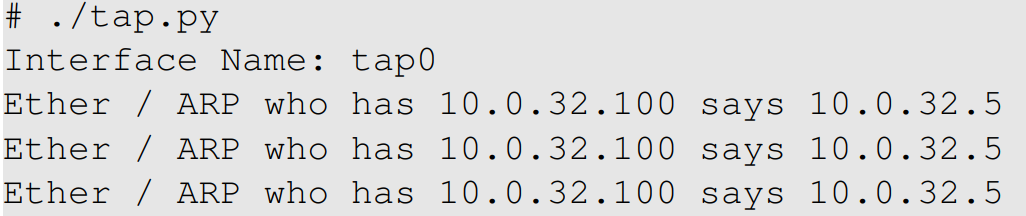 # ./tap.py
Interface Name: tap0
Ether / ARP who has 10.0.32.100 says 10.0.32.5
Ether / ARP who has 10.0.32.100 says 10.0.32.5
Ether / ARP who has 10.0.32.100 says 10.0.32.5